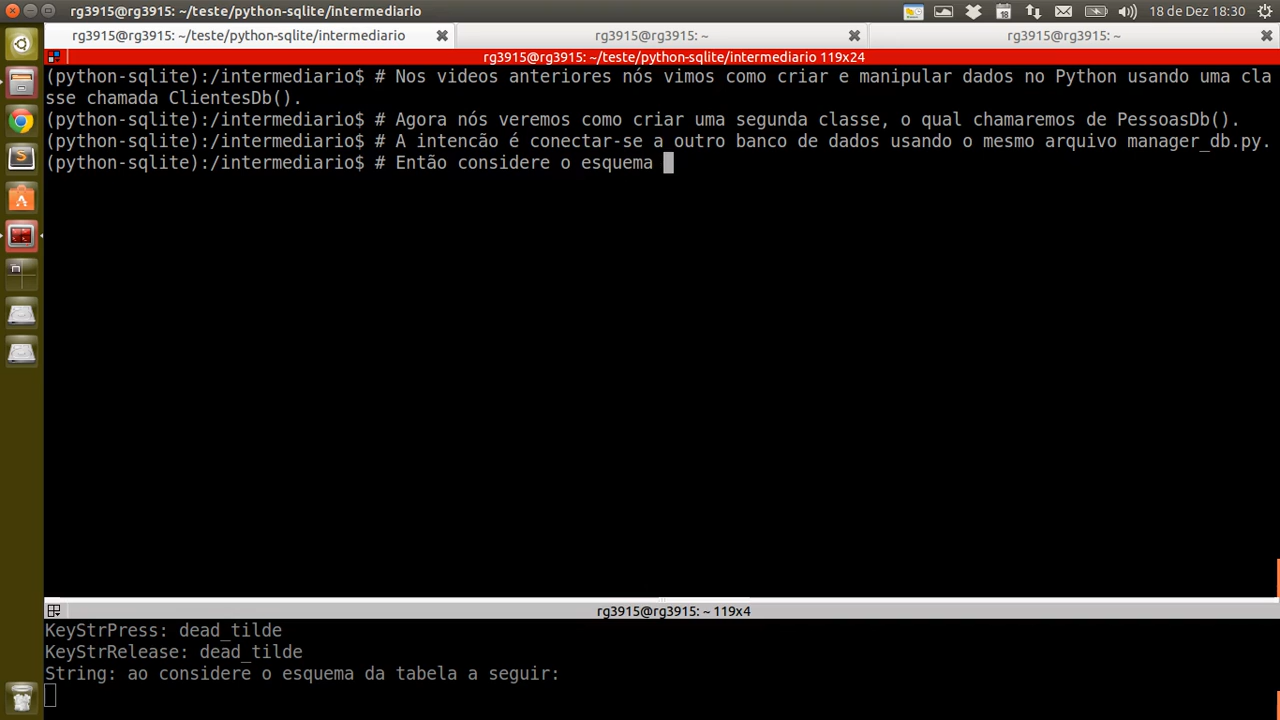 rg3915@rg3915: ~/teste/python-sqlite/intermediario
18 de Dez 18:30
rg3915@rg3915: ~/teste/python-sqlite/intermediario
rg3915@rg3915: ~
rg3915@rg3915: ~
rg3915@rg3915: ~/teste/python-sqlite/intermediario 119x24
(python-sqlite):/intermediario$ # Nos videos anteriores nós vimos como criar e manipular dados no Python usando uma cla
sse chamada ClientesDb().
(python-sqlite):/intermediario$ # Agora nós veremos como criar uma segunda classe, o qual chamaremos de PessoasDb().
(python-sqlite):/intermediario$ # A intencão é conectar-se a outro banco de dados usando o mesmo arquivo manager_db.py.
(python-sqlite):/intermediario$ # Então considere o esquema
rg3915@rg3915: ~ 119x4
KeyStrPress: dead_tilde
KeyStrRelease: dead_tilde
String: ao considere o esquema da tabela a seguir: